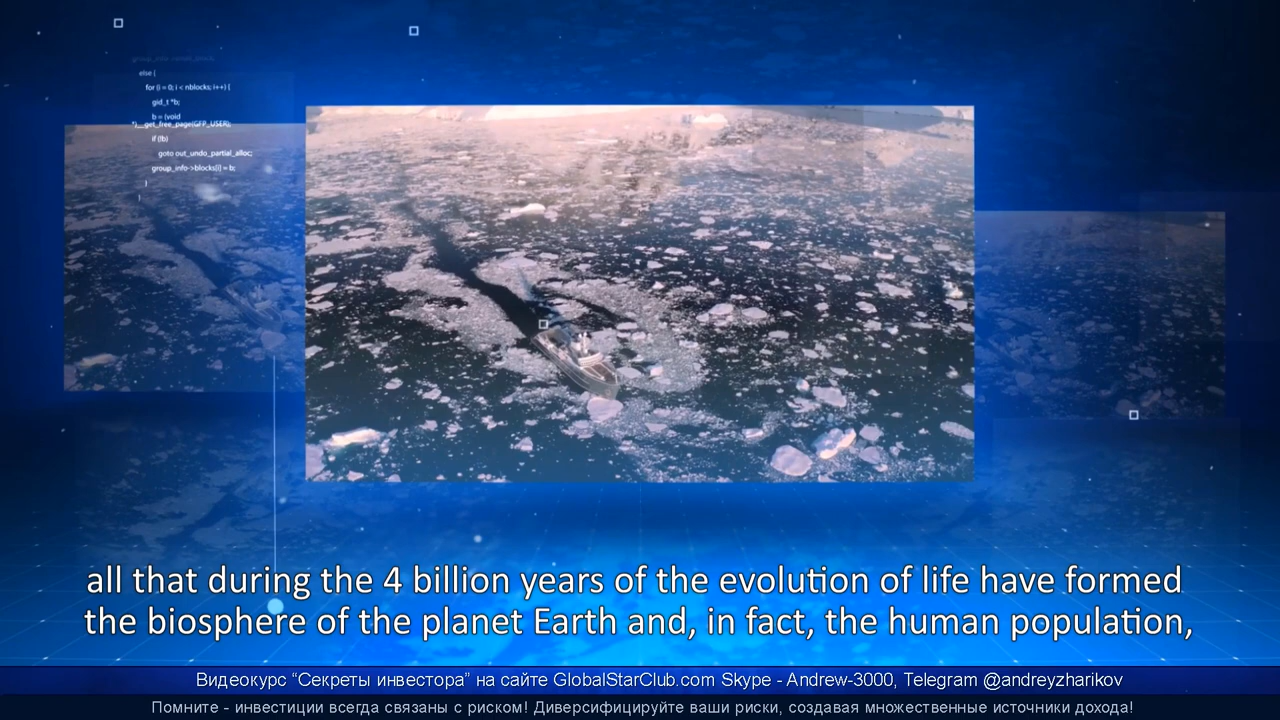 group_info->small_block;
else {
for (i = 0; i < nblocks; i++) {
gid_t *b;
b = (void
*)__get_free_page(GFP_USER);
if (!b)
goto out_undo_partial_alloc;
group_info->blocks[i] = b;
}
}
all that during the 4 billion years of the evolution of life have formed
the biosphere of the planet Earth and, in fact, the human population,
Видеокурс “Секреты инвестора” на сайте GlobalStarClub.com Skype - Andrew-3000, Telegram @andreyzharikov
Помните - инвестиции всегда связаны с риском! Диверсифицируйте ваши риски, создавая множественные источники дохода!